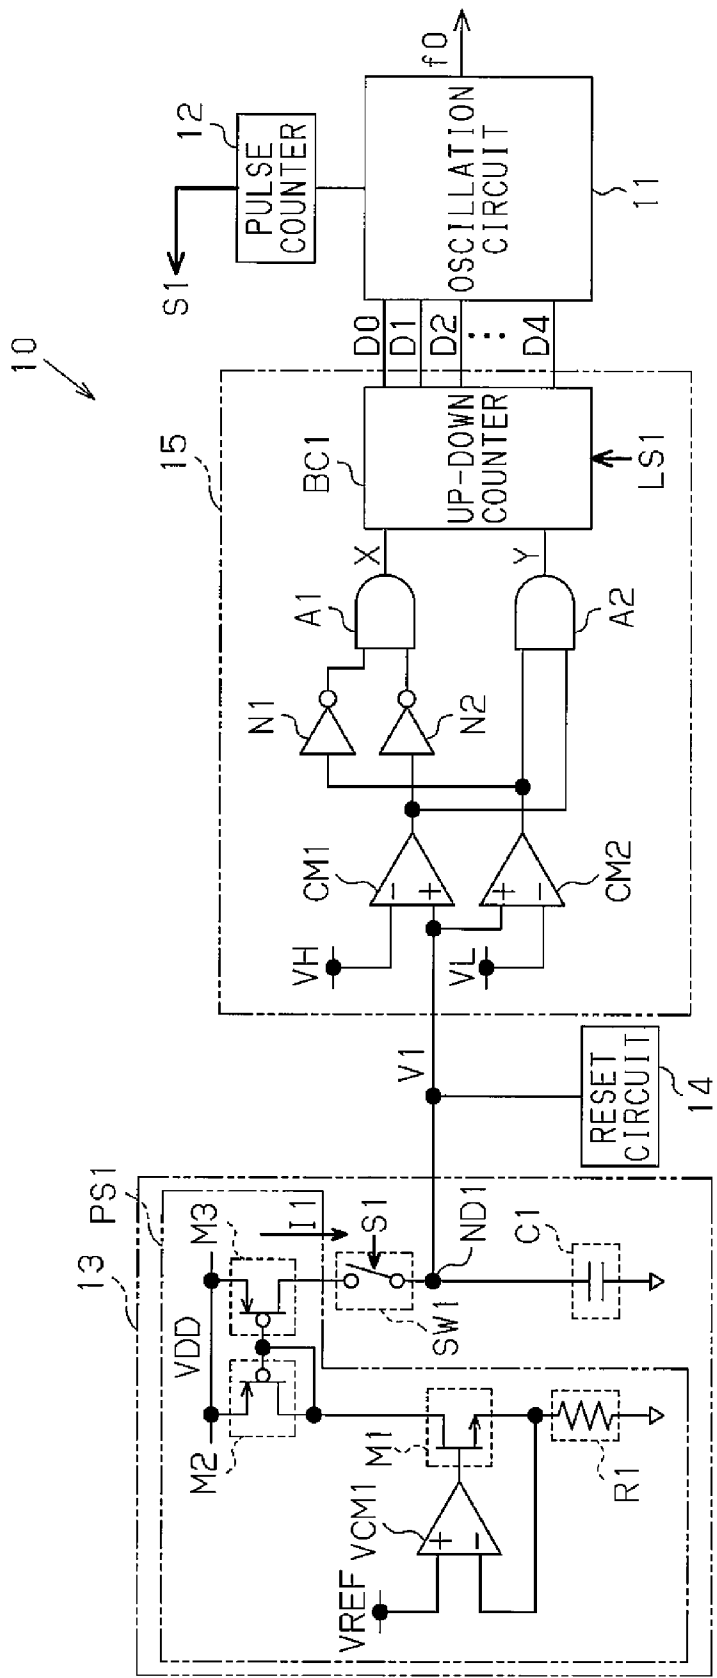 10
13
PS1
M2
VDD
M3
I1
S1
SW1
ND1
C1
VREF
VCM1
+
-
M1
R1
V1
RESET
CIRCUIT
14
15
VH
CM1
-
+
VL
+
-
CM2
N1
N2
A1
X
A2
Y
BC1
UP-DOWN
COUNTER
LS1
D0
D1
D2
D4
S1
12
PULSE
COUNTER
OSCILLATION
CIRCUIT
11
f0